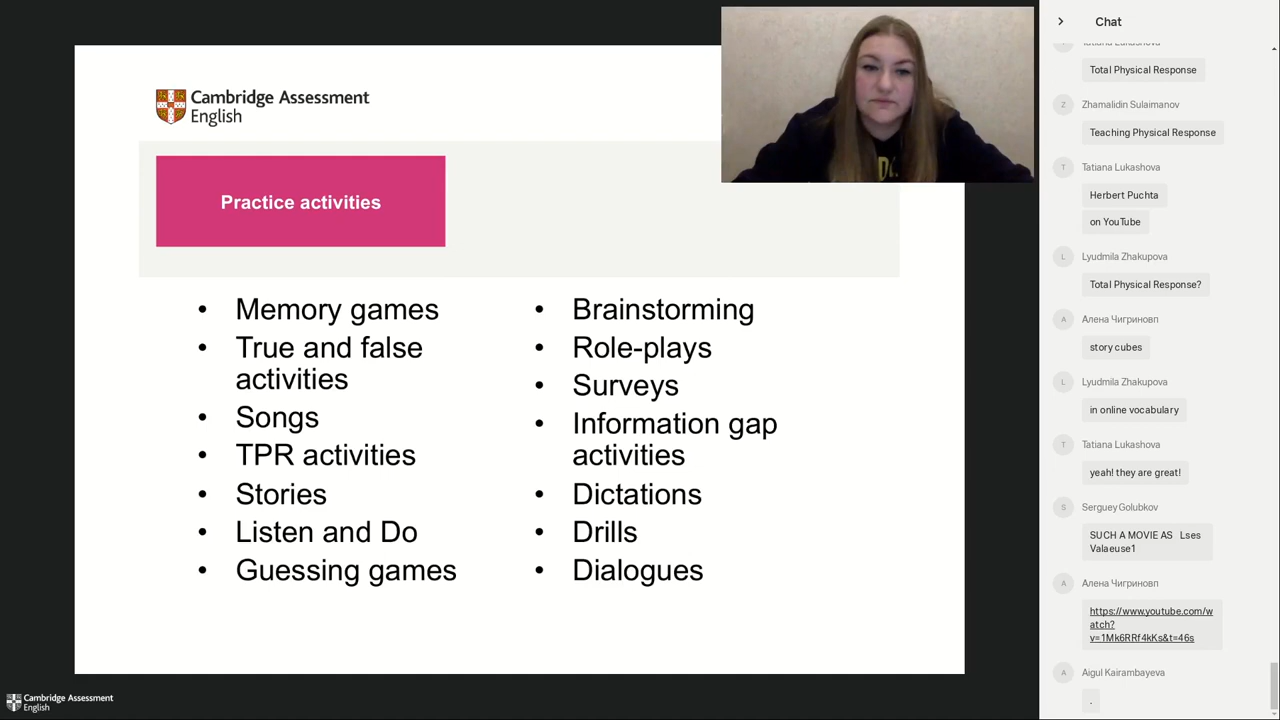 Cambridge Assessment
English
Practice activities
• Memory games
• True and false
activities
• Songs
• TPR activities
• Stories
• Listen and Do
• Guessing games
• Brainstorming
• Role-plays
• Surveys
• Information gap
activities
• Dictations
• Drills
• Dialogues
Cambridge Assessment
English
Chat
Tatiana Lukashova
Total Physical Response
Z
Zhamalidin Sulaimanov
Teaching Physical Response
T
Tatiana Lukashova
Herbert Puchta
on YouTube
L
Lyudmila Zhakupova
Total Physical Response?
А
Алена Чигриновп
story cubes
L
Lyudmila Zhakupova
in online vocabulary
T
Tatiana Lukashova
yeah! they are great!
S
Serguey Golubkov
SUCH A MOVIE AS Lses
Valaeuse1
А
Алена Чигриновп
https://www.youtube.com/w
atch?
v=1Mk6RRf4kKs&t=46s
A
Aigul Kairambayeva
.